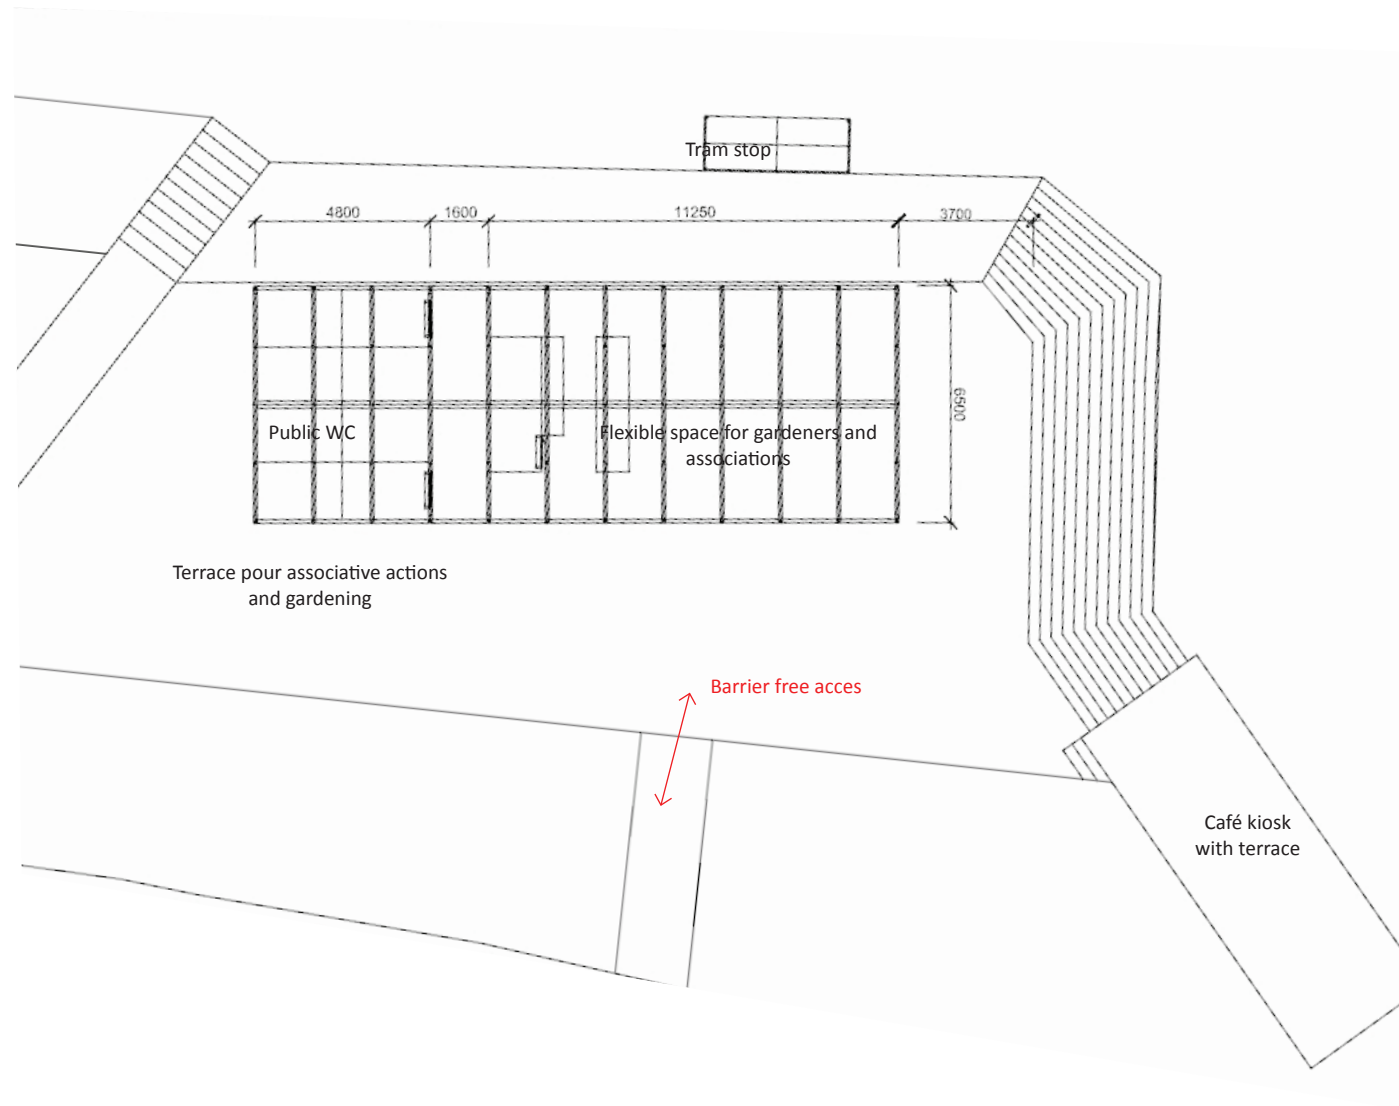 Tram stop
4800
1600
11250
3700
6500
Public WC
Flexible space for gardeners and
associations
Terrace pour associative actions
and gardening
Barrier free acces
Café kiosk
with terrace